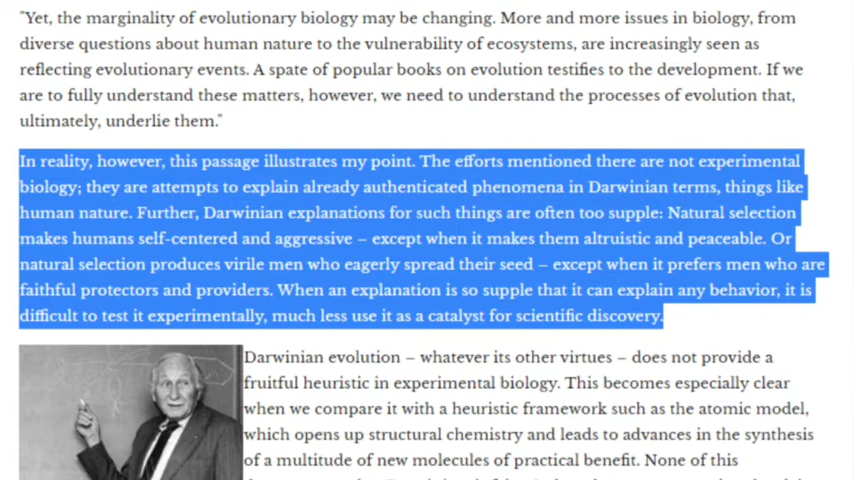 "Yet, the marginality of evolutionary biology may be changing. More and more issues in biology, from
diverse questions about human nature to the vulnerability of ecosystems, are increasingly seen as
reflecting evolutionary events. A spate of popular books on evolution testifies to the development. If we
are to fully understand these matters, however, we need to understand the processes of evolution that,
ultimately, underlie them."
In reality, however, this passage illustrates my point. The efforts mentioned there are not experimental
biology; they are attempts to explain already authenticated phenomena in Darwinian terms, things like
human nature. Further, Darwinian explanations for such things are often too supple: Natural selection
makes humans self-centered and aggressive – except when it makes them altruistic and peaceable. Or
natural selection produces virile men who eagerly spread their seed – except when it prefers men who are
faithful protectors and providers. When an explanation is so supple that it can explain any behavior, it is
difficult to test it experimentally, much less use it as a catalyst for scientific discovery.
Darwinian evolution – whatever its other virtues – does not provide a
fruitful heuristic in experimental biology. This becomes especially clear
when we compare it with a heuristic framework such as the atomic model,
which opens up structural chemistry and leads to advances in the synthesis
of a multitude of new molecules of practical benefit. None of this